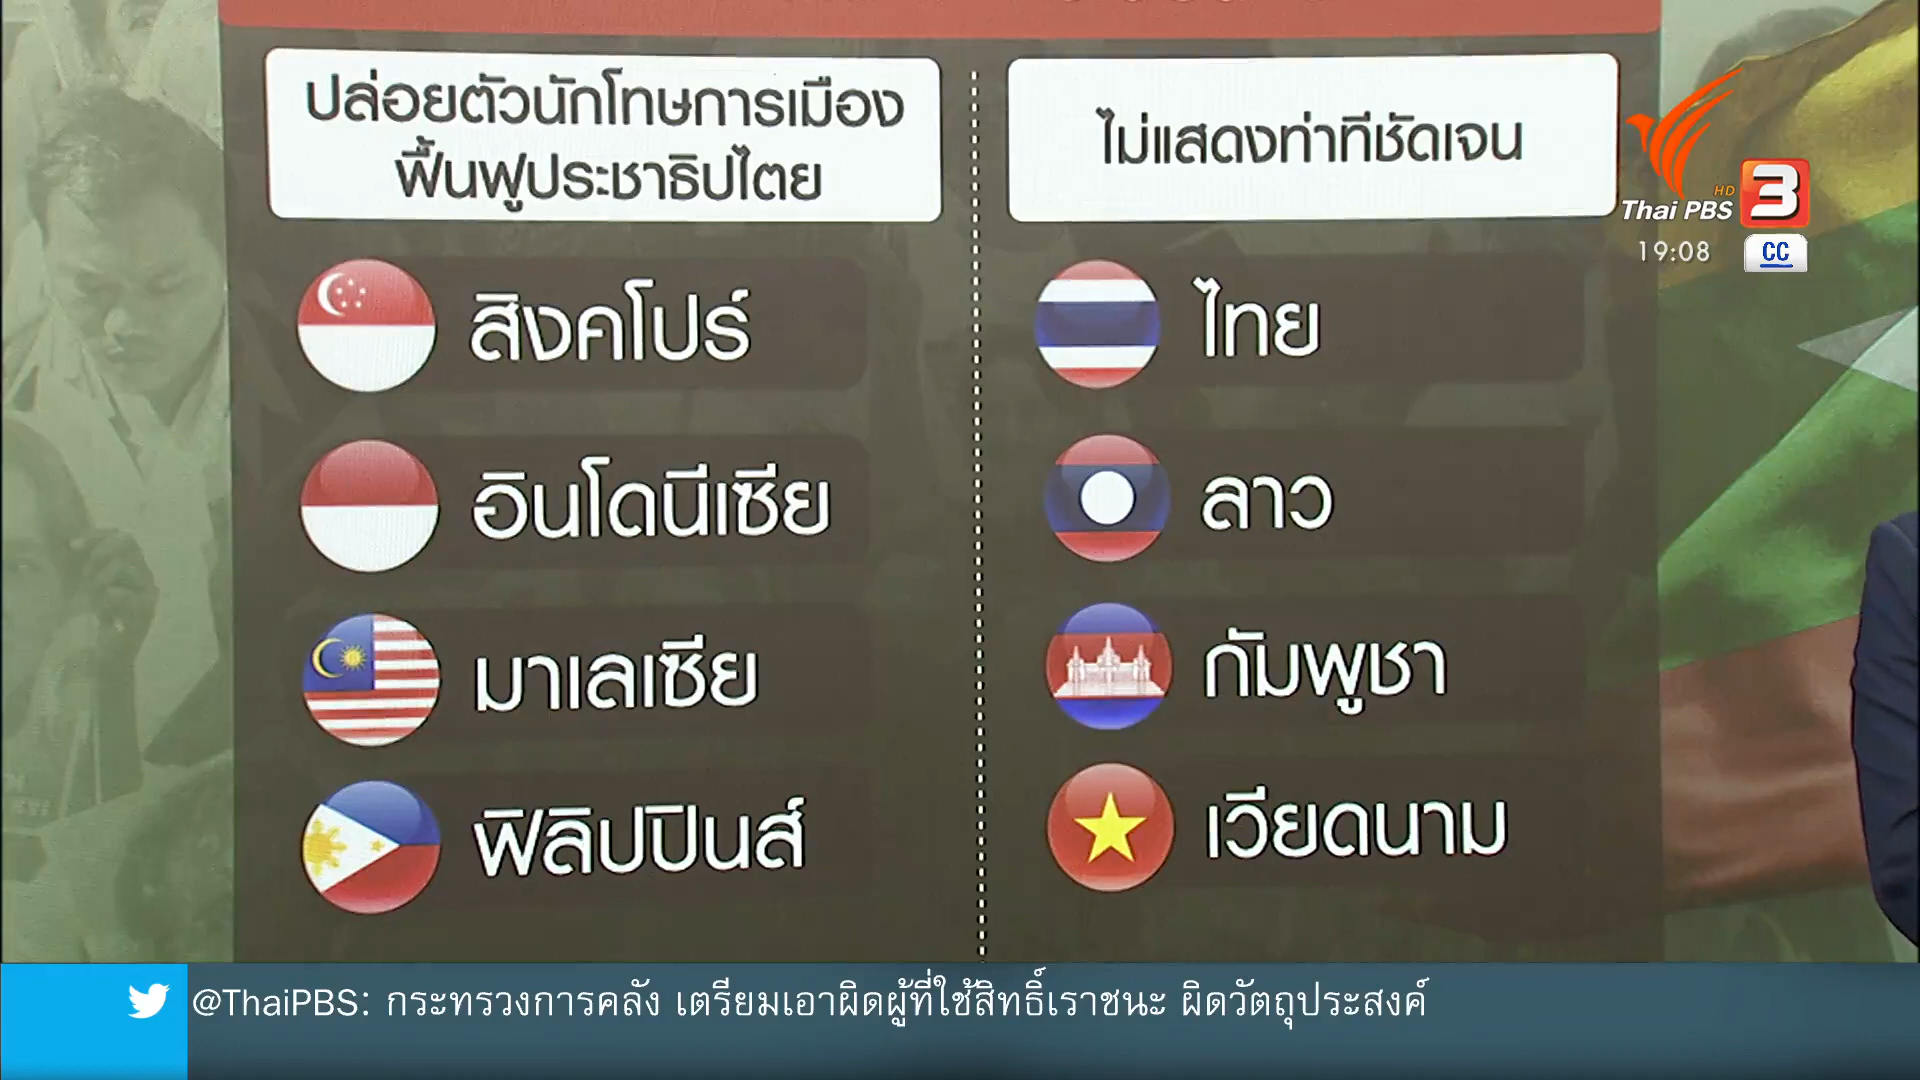 ปล่อยตัวนักโทษการเมือง
ฟื้นฟูประชาธิปไตย
สิงคโปร์
อินโดนีเซีย
มาเลเซีย
ฟิลิปปินส์
ไม่แสดงท่าทีชัดเจน
ไทย
ลาว
กัมพูชา
เวียดนาม
HD
Thai PBS 3
19:08 CC
@ThaiPBS: กระทรวงการคลัง เตรียมเอาผิดผู้ที่ใช้สิทธิ์เราชนะ ผิดวัตถุประสงค์